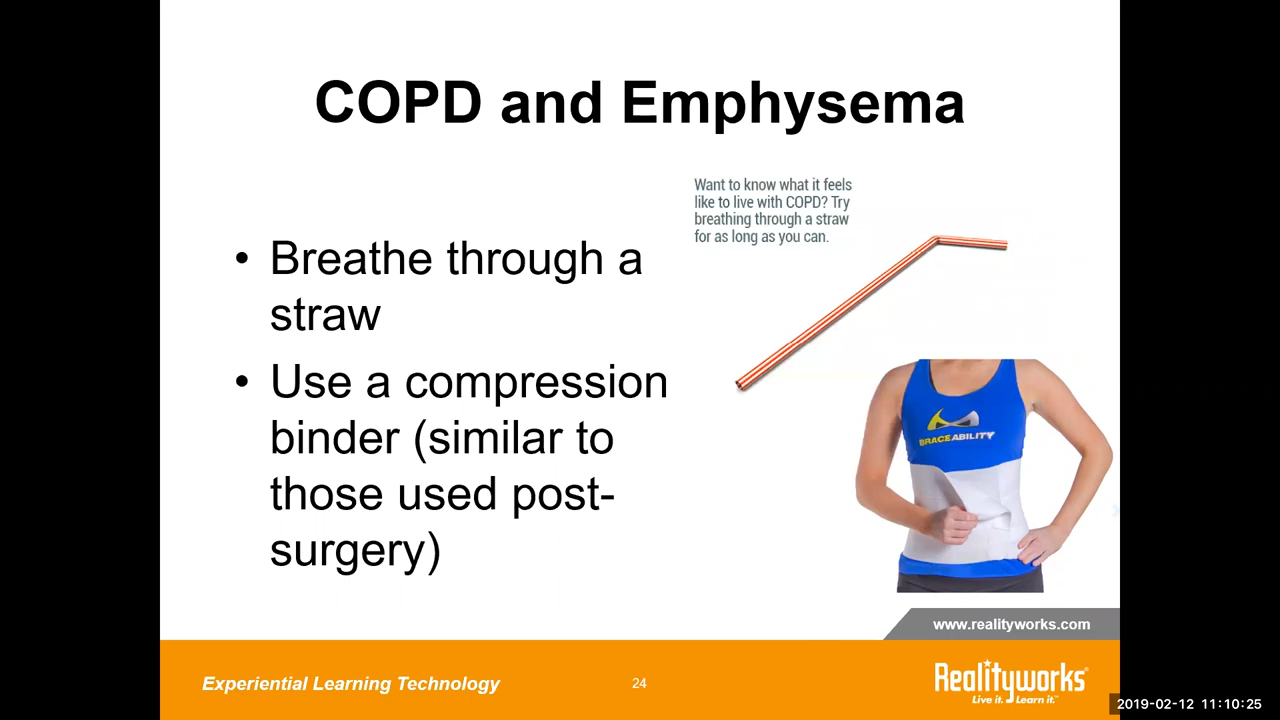 COPD and Emphysema
Want to know what it feels
like to live with COPD? Try
breathing through a straw
for as long as you can.
• Breathe through a
straw
• Use a compression
binder (similar to
those used post-
surgery)
BRACEABILITY
www.realityworks.com
Experiential Learning Technology
24
Realityworks®
Live it. Learn it.™
2019-02-12 11:10:25